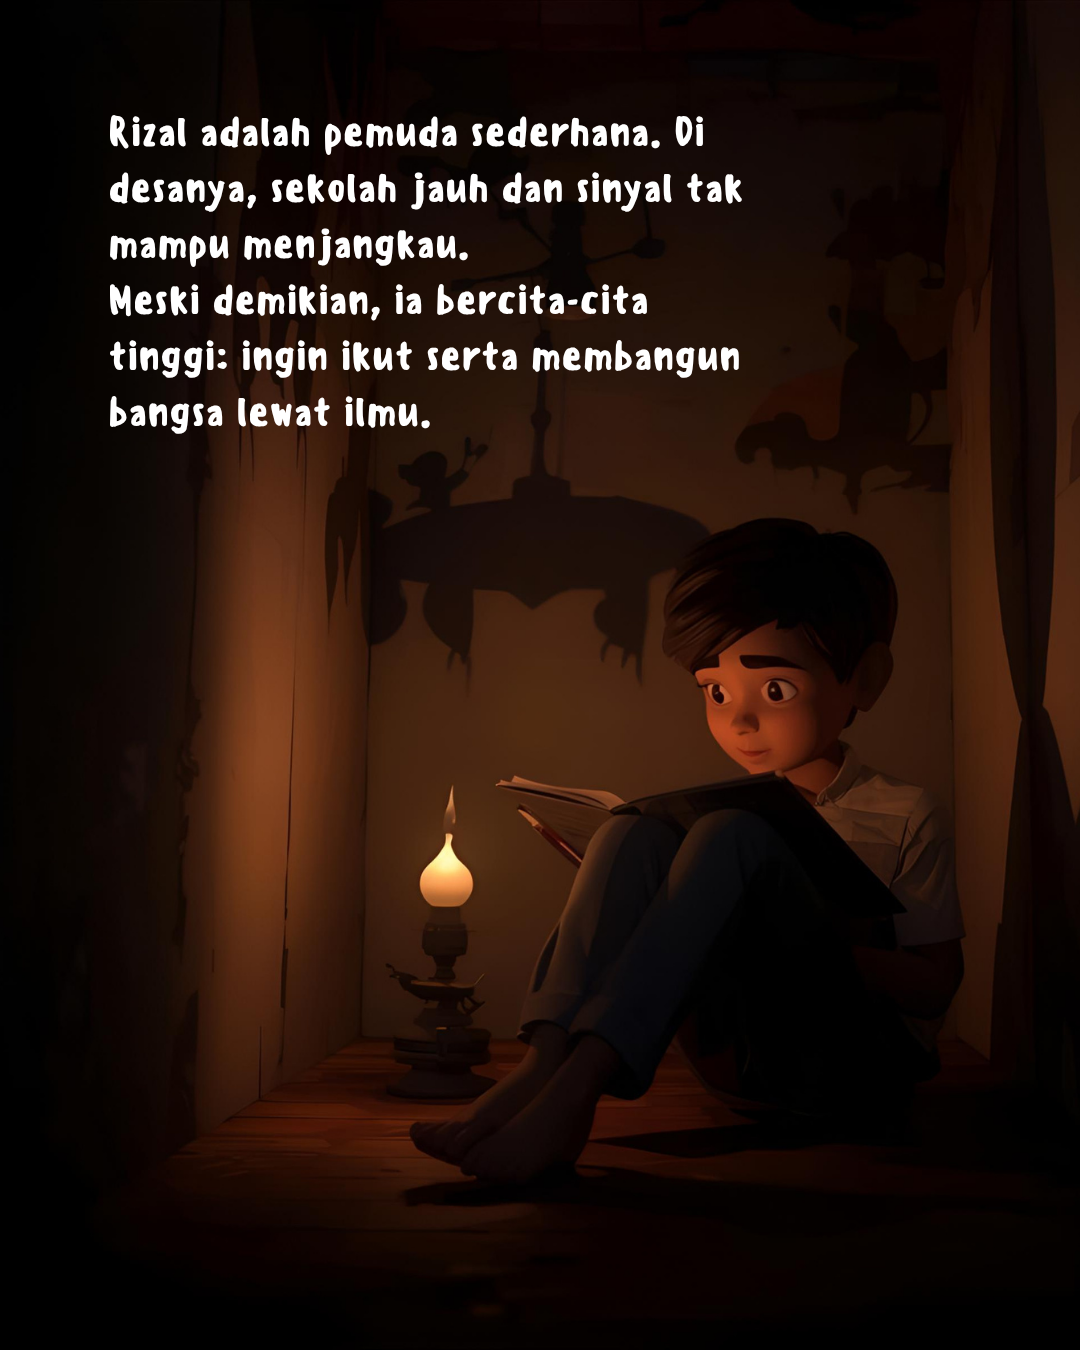 Rizal adalah pemuda sederhana. Di
desanya, sekolah jauh dan sinyal tak
mampu menjangkau.
Meski demikian, ia bercita-cita
tinggi: ingin ikut serta membangun
bangsa lewat ilmu.